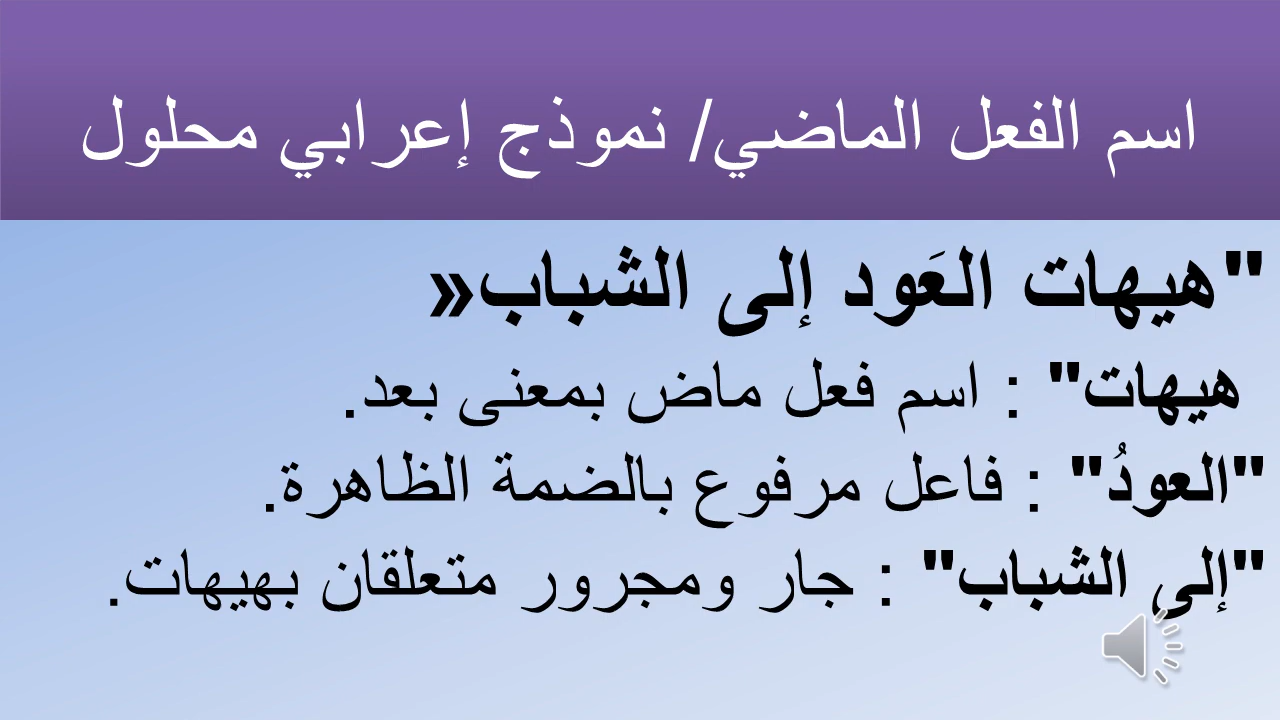 اسم الفعل الماضي/ نموذج إعرابي محلول
"هيهات العَود إلى الشباب«
هيهات" : اسم فعل ماض بمعنى بعد.
"العودُ" : فاعل مرفوع بالضمة الظاهرة.
"إلى الشباب" : جار ومجرور متعلقان بهيهات.